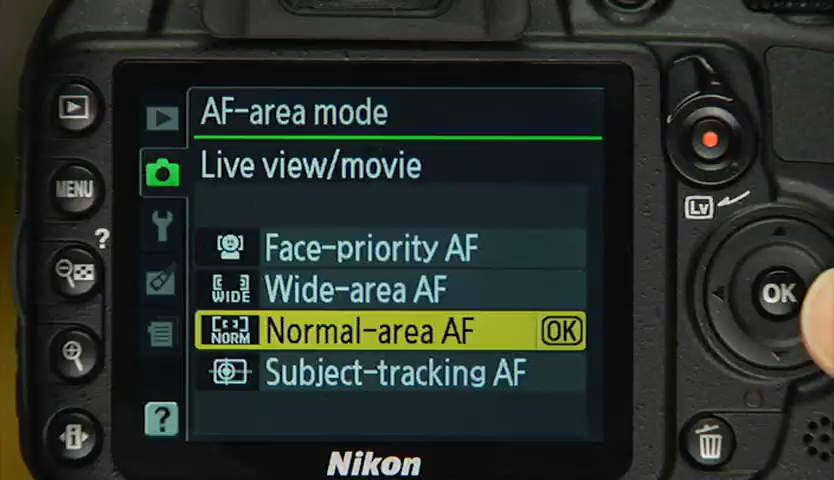 AF-area mode
Live view/movie
MENU
Lv
?
Face-priority AF
WIDE Wide-area AF
OK
NORM Normal-area AF OK
Subject-tracking AF
?
i
Nikon